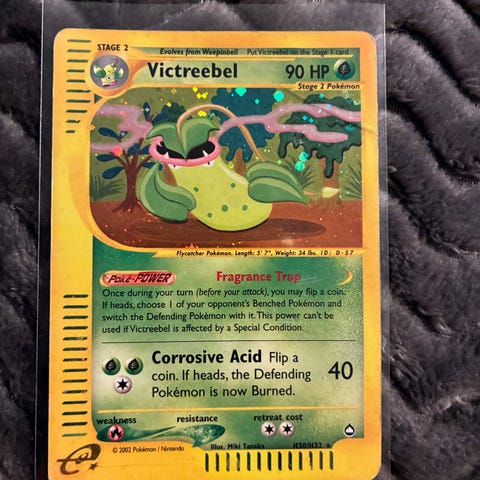 STAGE 2
Evolves from Weepinbell Put Victreebel on the Stage 1 card
Victreebel 90 HP
Stage 2 Pokémon
Flycatcher Pokémon. Length: 5' 7", Weight: 34 lbs. ID: D-57
Poké-POWER Fragrance Trap
Once during your turn (before your attack), you may flip a coin.
If heads, choose 1 of your opponent's Benched Pokémon and
switch the Defending Pokémon with it. This power can't be
used if Victreebel is affected by a Special Condition.
Corrosive Acid Flip a
coin. If heads, the Defending
Pokémon is now Burned.
40
weakness resistance retreat cost
Illus. Miki Tanaka H30/H32 ★
© 2002 Pokémon / Nintendo
e